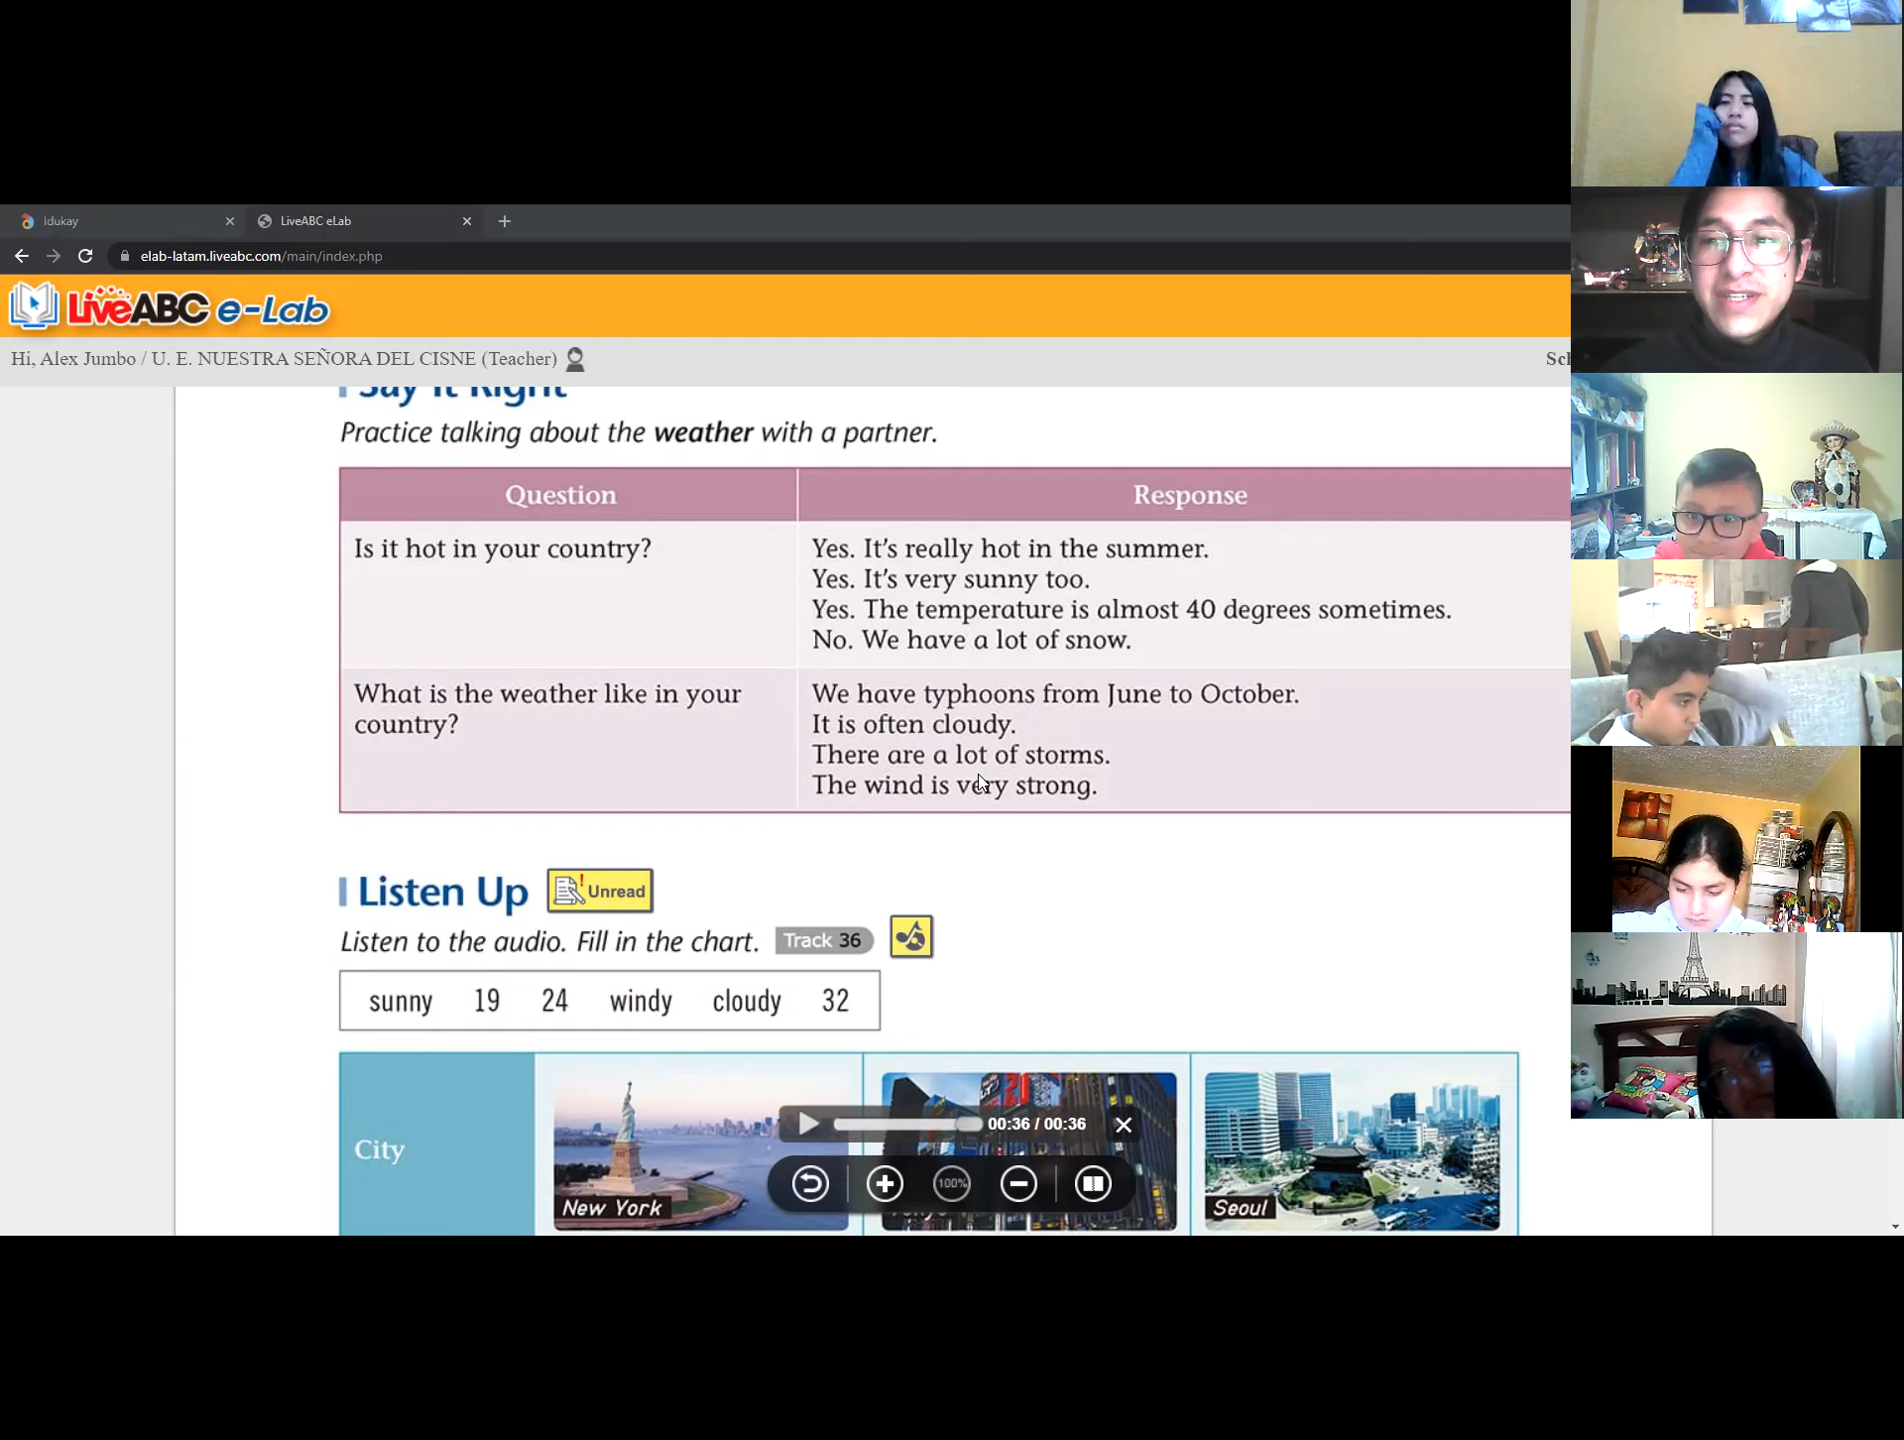 Idukay
LiveABC eLab
elab-latam.liveabc.com/main/index.php
LiveABC e-Lab
Hi, Alex Jumbo / U. E. NUESTRA SEÑORA DEL CISNE (Teacher)
Say It Right
Practice talking about the weather with a partner.
Question Response
Is it hot in your country?
Yes. It's really hot in the summer.
Yes. It's very sunny too.
Yes. The temperature is almost 40 degrees sometimes.
No. We have a lot of snow.
What is the weather like in your
country?
We have typhoons from June to October.
It is often cloudy.
There are a lot of storms.
The wind is very strong.
Listen Up ! Unread
Listen to the audio. Fill in the chart. Track 36
sunny 19 24 windy cloudy 32
City
00:36 / 00:36
100%
New York
Seoul